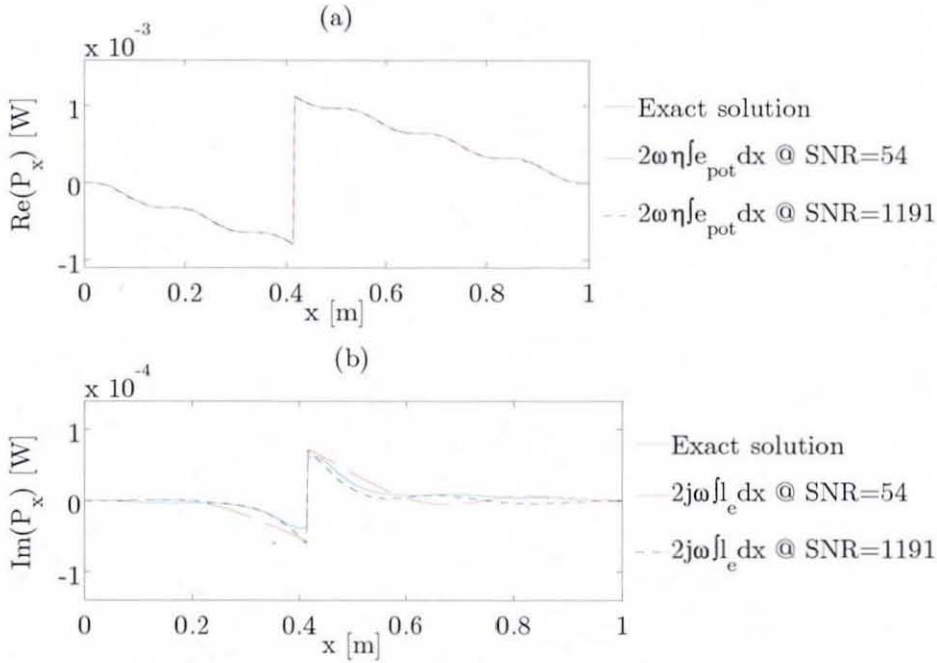 (a)
x 10^-3
Re(P_x) [W]
1
0
-1
0 0.2 0.4 0.6 0.8 1
x [m]
Exact solution
2ωη∫e_pot dx @ SNR=54
2ωη∫e_pot dx @ SNR=1191
(b)
x 10^-4
Im(P_x) [W]
1
0
-1
0 0.2 0.4 0.6 0.8 1
x [m]
Exact solution
2jω∫l_e dx @ SNR=54
2jω∫l_e dx @ SNR=1191